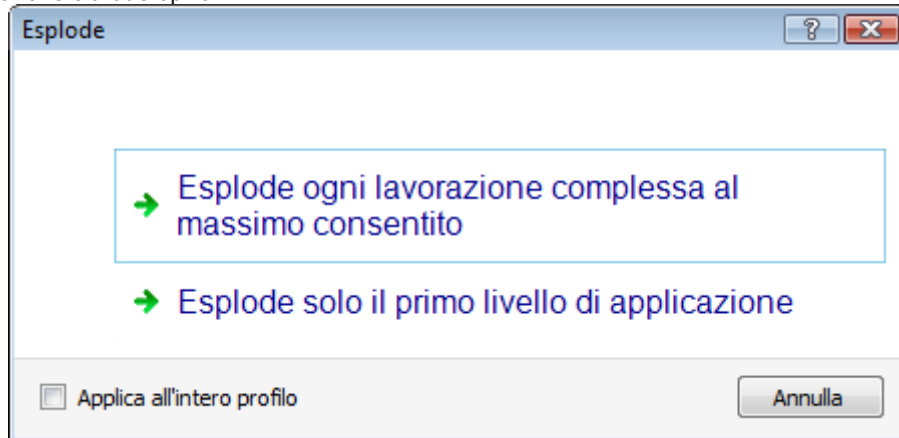 Esplode
?
Esplode ogni lavorazione complessa al
massimo consentito
Esplode solo il primo livello di applicazione
Applica all'intero profilo
Annulla